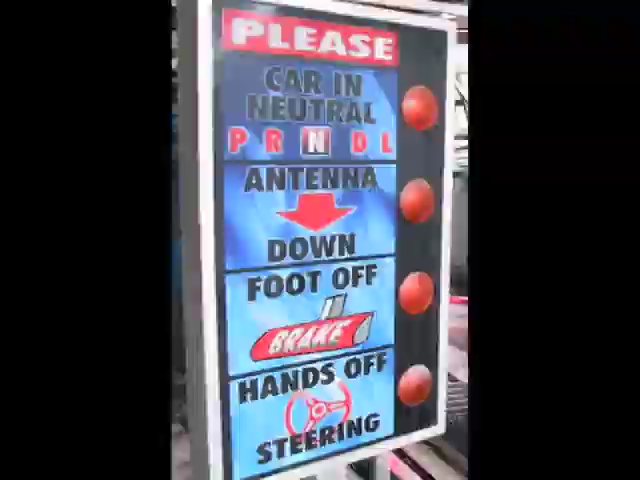 PLEASE
CAR IN
NEUTRAL
P R N D L
ANTENNA
DOWN
FOOT OFF
BRAKE
HANDS OFF
STEERING